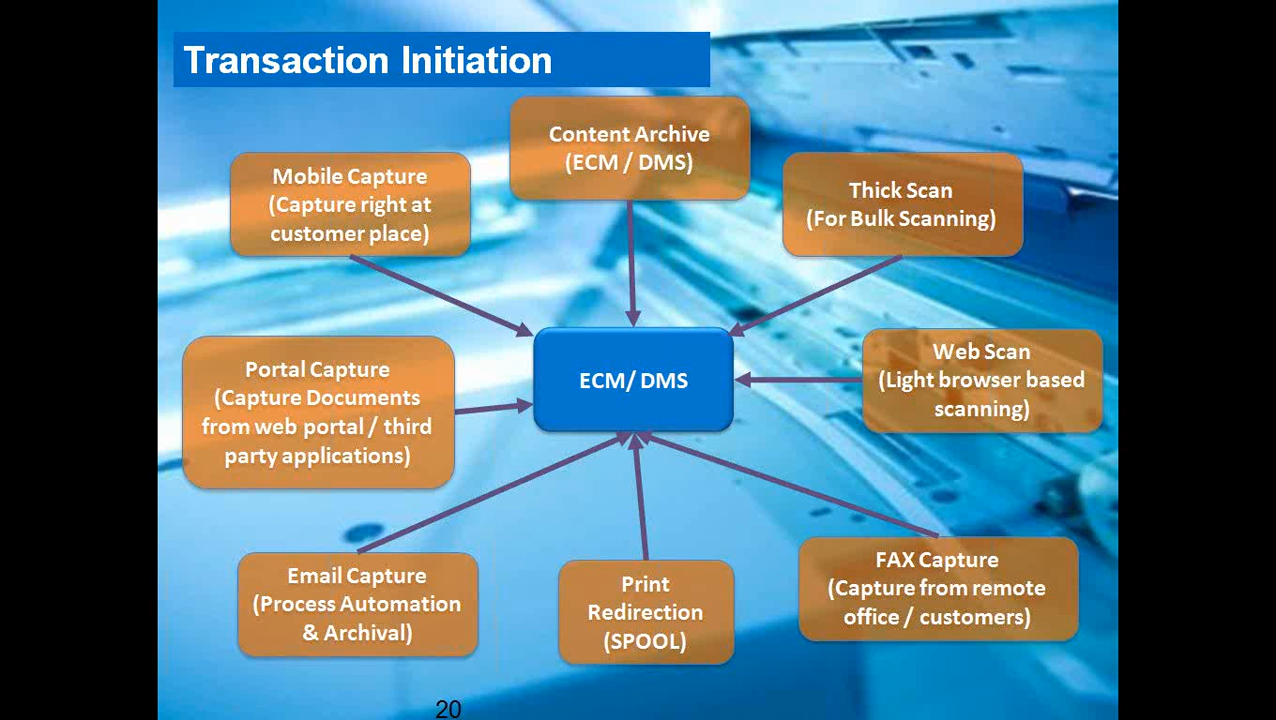 Transaction Initiation
Content Archive
(ECM / DMS)
Mobile Capture
(Capture right at
customer place)
Thick Scan
(For Bulk Scanning)
Portal Capture
(Capture Documents
from web portal / third
party applications)
ECM/ DMS
Web Scan
(Light browser based
scanning)
Email Capture
(Process Automation
& Archival)
Print
Redirection
(SPOOL)
FAX Capture
(Capture from remote
office / customers)
20